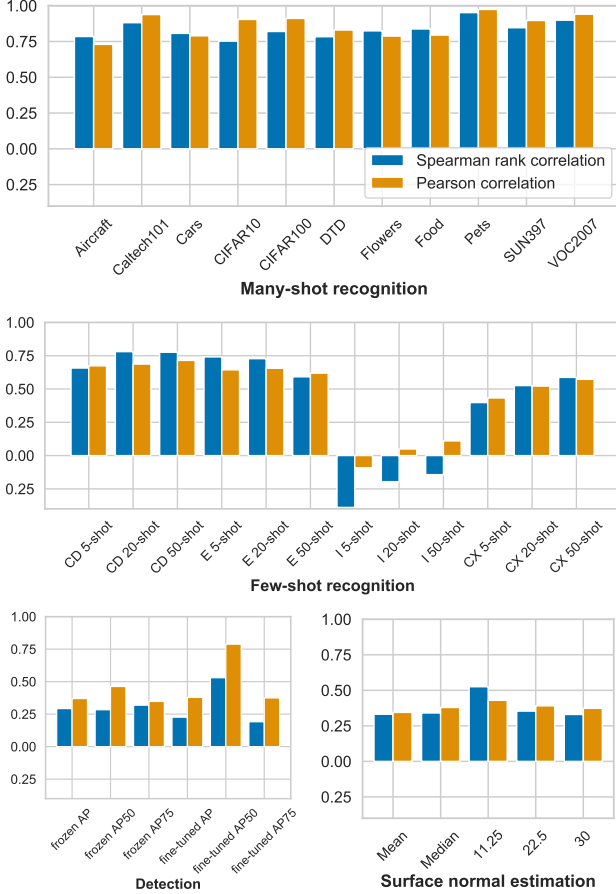 1.00
0.75
0.50
0.25
0.00
0.25
Spearman rank correlation
Pearson correlation
Aircraft
Caltech101
Cars
CIFAR10
CIFAR100
DTD
Flowers
Food
Pets
SUN397
VOC2007
Many-shot recognition
1.00
0.75
0.50
0.25
0.00
0.25
CD 5-shot
CD 20-shot
CD 50-shot
E 5-shot
E 20-shot
E 50-shot
I 5-shot
I 20-shot
I 50-shot
CX 5-shot
CX 20-shot
CX 50-shot
Few-shot recognition
1.00
0.75
0.50
0.25
0.00
0.25
frozen AP
frozen AP50
frozen AP75
fine-tuned AP
fine-tuned AP50
fine-tuned AP75
Detection
1.00
0.75
0.50
0.25
0.00
0.25
Mean
Median
11.25
22.5
30
Surface normal estimation